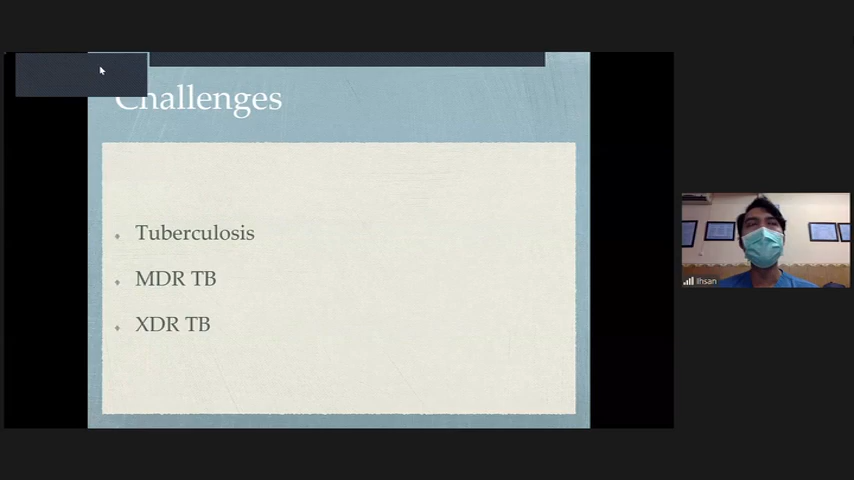 Challenges
Tuberculosis
MDR TB
XDR TB
Ihsan